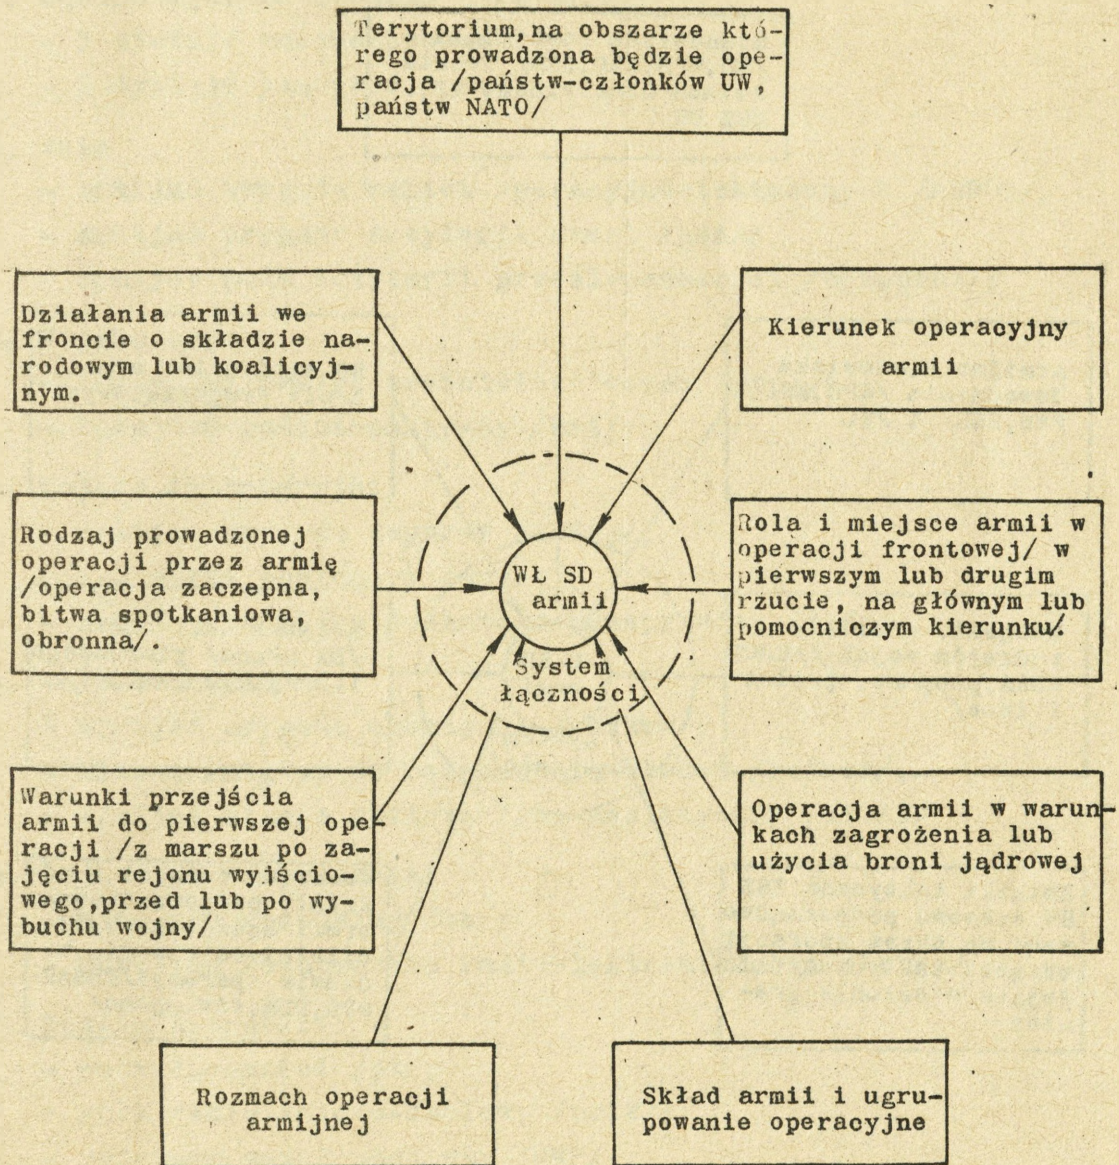 Terytorium,na obszarze któ-
rego prowadzona będzie ope-
racja /państw-członków UW,
państw NATO/
Działania armii we
froncie o składzie na-
rodowym lub koalicyj-
nym.
Kierunek operacyjny
armii
Rodzaj prowadzonej
operacji przez armię
/operacja zaczepna,
bitwa spotkaniowa,
obronna/.
WŁ SD
armii
Rola i miejsce armii w
operacji frontowej/ w
pierwszym lub drugim
rzucie, na głównym lub
pomocniczym kierunku/.
System
łączności
Warunki przejścia
armii do pierwszej ope-
racji /z marszu po za-
jęciu rejonu wyjścio-
wego,przed lub po wy-
buchu wojny/
Operacja armii w warun-
kach zagrożenia lub
użycia broni jądrowej
Rozmach operacji
armijnej
Skład armii i ugru-
powanie operacyjne